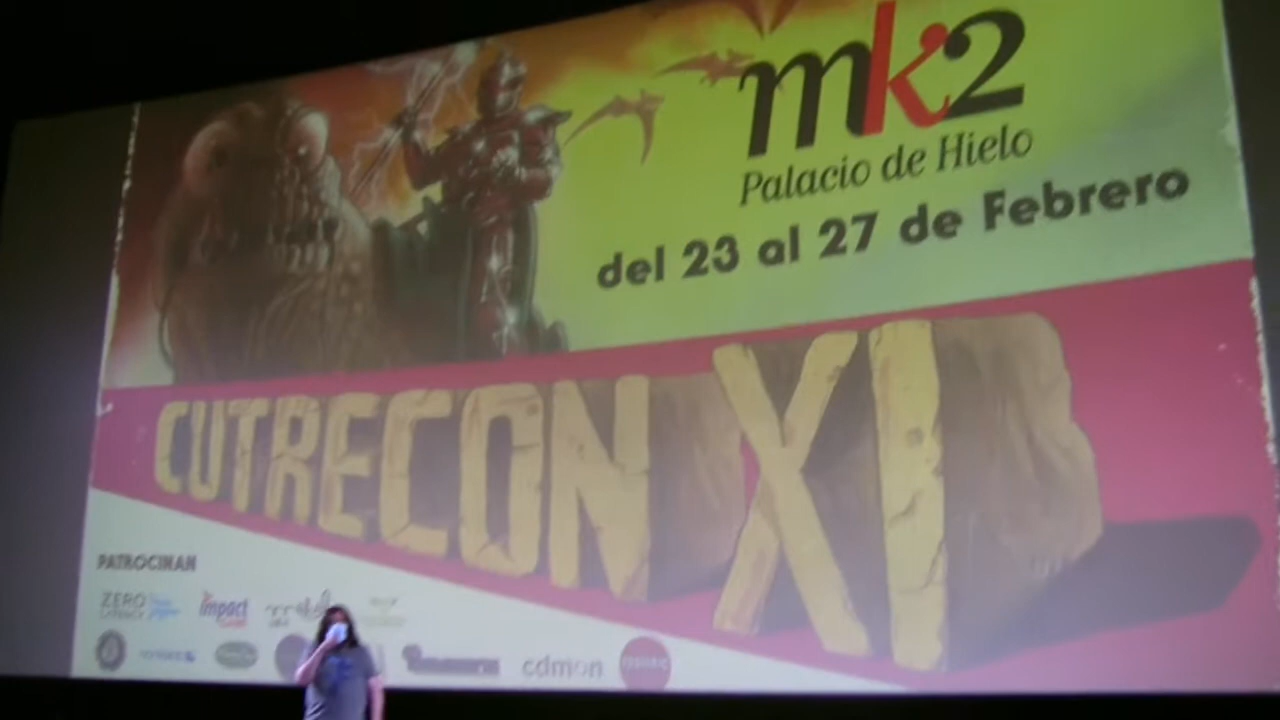 mk2
Palacio de Hielo
del 23 al 27 de Febrero
CUTRECON XI
PATROCINAN
ZERO
impact
cdmon